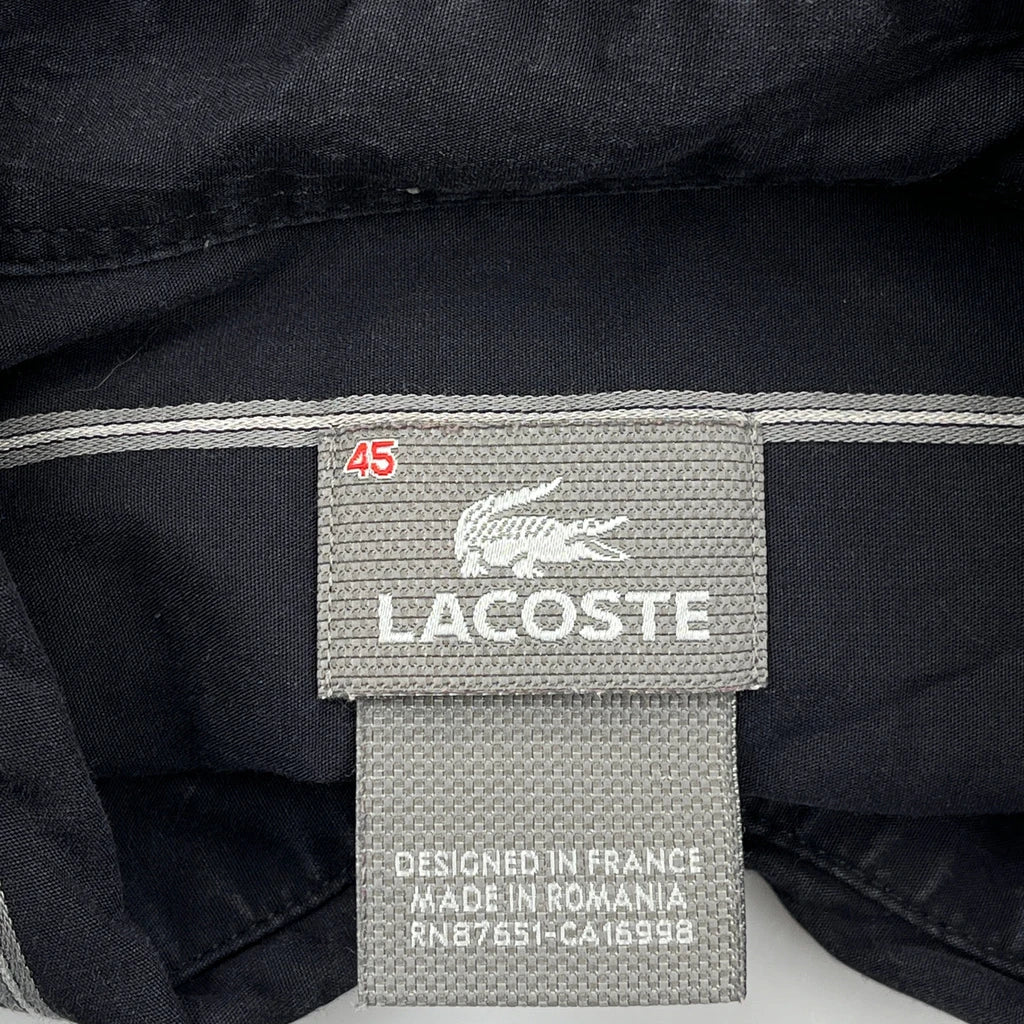 45
LACOSTE
DESIGNED IN FRANCE
MADE IN ROMANIA
RN87651-CA16998